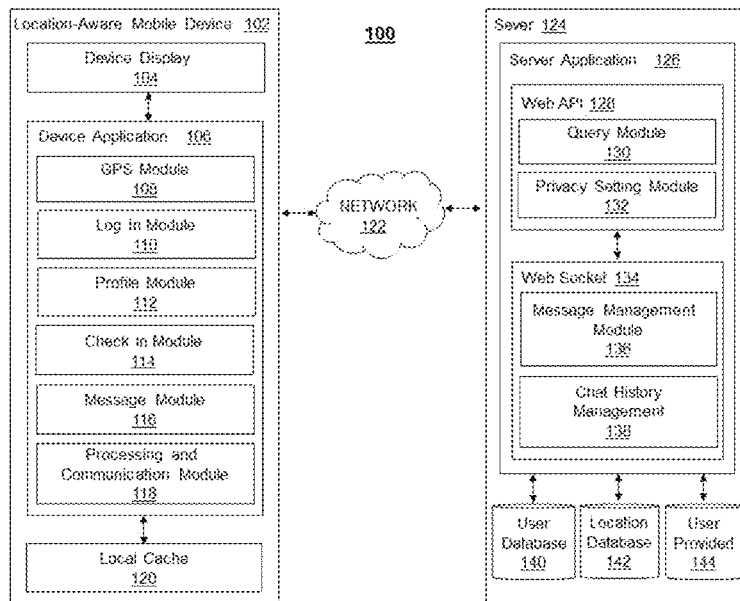 Location-Aware Mobile Device 102
Device Display
104
Device Application 106
GPS Module
108
Log in Module
110
Profile Module
112
Check in Module
114
Message Module
116
Processing and
Communication Module
118
Local Cache
120
100
NETWORK
122
Sever 124
Server Application 126
Web API 128
Query Module
130
Privacy Setting Module
132
Web Socket 134
Message Management
Module
136
Chat History
Management
138
User
Database
140
Location
Database
142
User
Provided
144